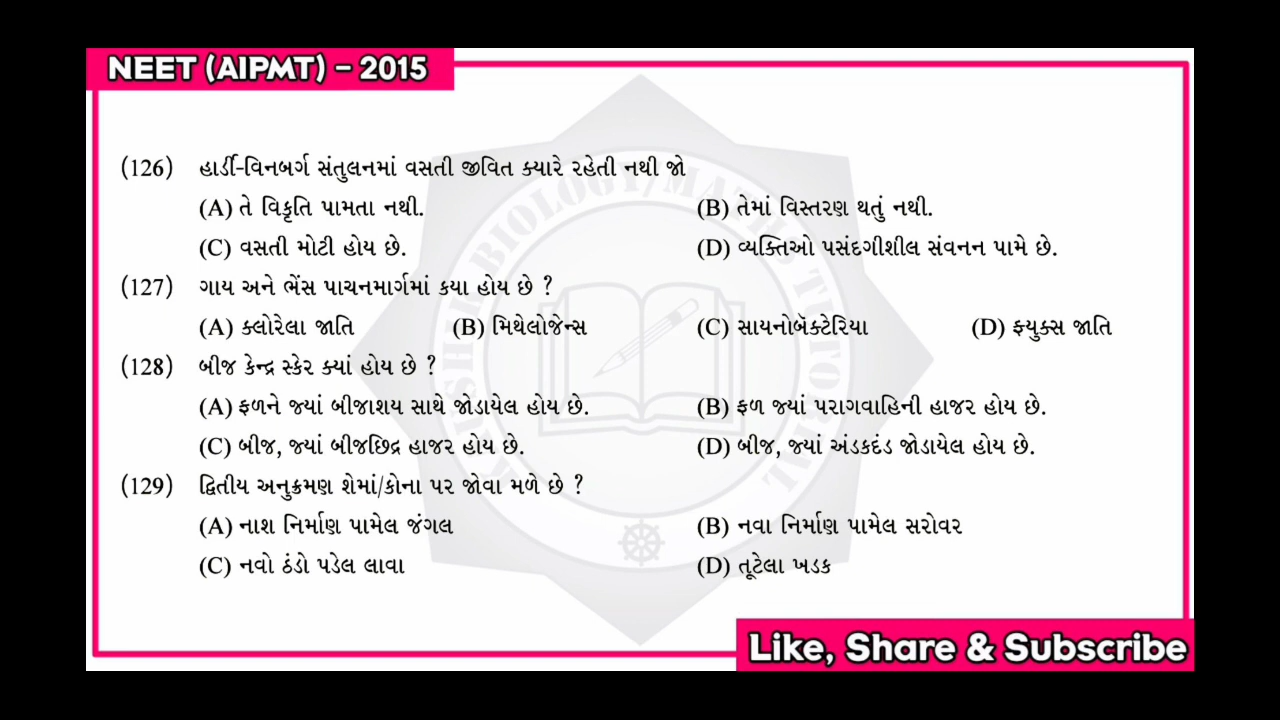 NEET (AIPMT) – 2015
(126) હાર્ડી-વિનબર્ગ સંતુલનમાં વસતી જીવિત ક્યારે રહેતી નથી જો
(A) તે વિકૃતિ પામતા નથી. (B) તેમાં વિસ્તરણ થતું નથી.
(C) વસતી મોટી હોય છે. (D) વ્યક્તિઓ પસંદગીશીલ સંવનન પામે છે.
(127) ગાય અને ભેંસ પાચનમાર્ગમાં કયા હોય છે ?
(A) ક્લોરેલા જાતિ (B) મિથેલોજેન્સ (C) સાયનોબૅક્ટેરિયા (D) ફ્યુક્સ જાતિ
(128) બીજ કેન્દ્ર સ્કેર ક્યાં હોય છે ?
(A) ફળને જ્યાં બીજાશય સાથે જોડાયેલ હોય છે. (B) ફળ જ્યાં પરાગવાહિની હાજર હોય છે.
(C) બીજ, જ્યાં બીજછિદ્ર હાજર હોય છે. (D) બીજ, જ્યાં અંડકદંડ જોડાયેલ હોય છે.
(129) દ્વિતીય અનુક્રમણ શેમાં/કોના પર જોવા મળે છે ?
(A) નાશ નિર્માણ પામેલ જંગલ (B) નવા નિર્માણ પામેલ સરોવર
(C) નવો ઠંડો પડેલ લાવા (D) તૂટેલા ખડક
Like, Share & Subscribe